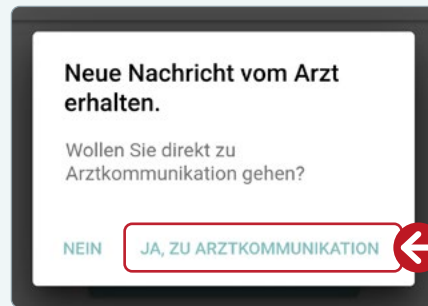 Neue Nachricht vom Arzt
erhalten.
Wollen Sie direkt zu
Arztkommunikation gehen?
NEIN
JA, ZU ARZTKOMMUNIKATION